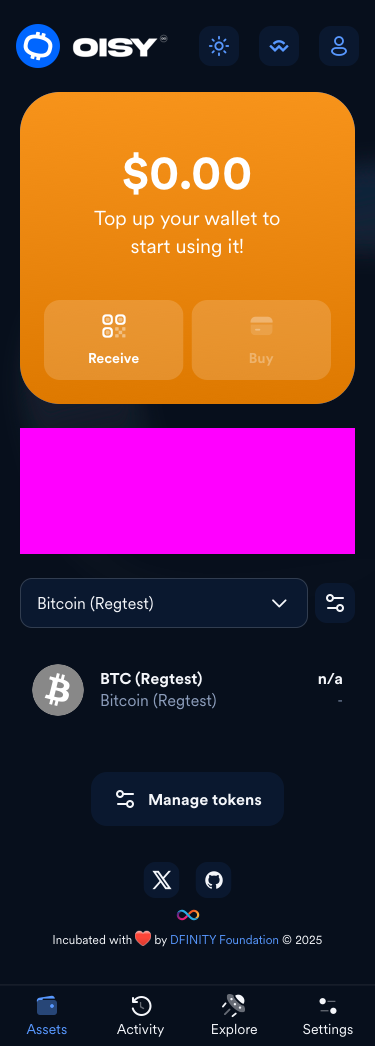 OISY
$0.00
Top up your wallet to
start using it!
Receive
Buy
Bitcoin (Regtest)
BTC (Regtest)
n/a
Bitcoin (Regtest)
-
Manage tokens
Incubated with ❤️ by DFINITY Foundation © 2025
Assets
Activity
Explore
Settings